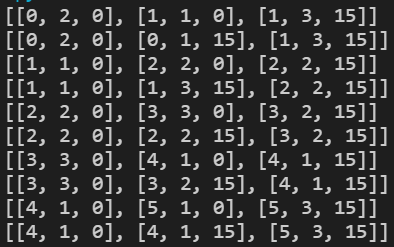 [[0, 2, 0], [1, 1, 0], [1, 3, 15]]
[[0, 2, 0], [0, 1, 15], [1, 3, 15]]
[[1, 1, 0], [2, 2, 0], [2, 2, 15]]
[[1, 1, 0], [1, 3, 15], [2, 2, 15]]
[[2, 2, 0], [3, 3, 0], [3, 2, 15]]
[[2, 2, 0], [2, 2, 15], [3, 2, 15]]
[[3, 3, 0], [4, 1, 0], [4, 1, 15]]
[[3, 3, 0], [3, 2, 15], [4, 1, 15]]
[[4, 1, 0], [5, 1, 0], [5, 3, 15]]
[[4, 1, 0], [4, 1, 15], [5, 3, 15]]